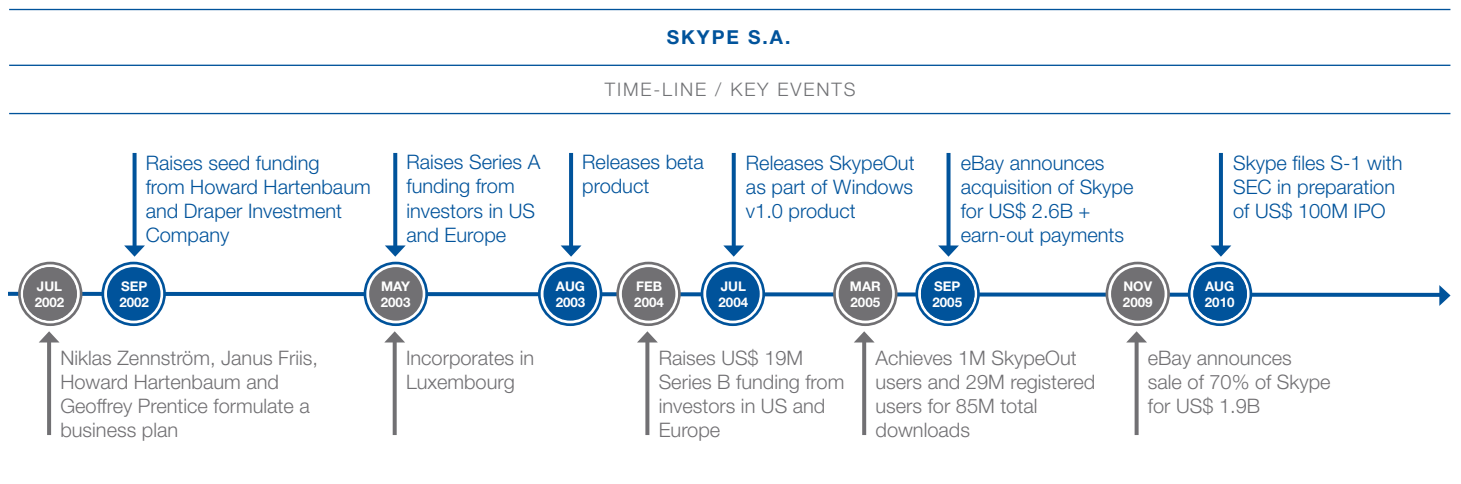 SKYPE S.A.
TIME-LINE / KEY EVENTS
Raises seed funding
from Howard Hartenbaum
and Draper Investment
Company
Raises Series A
funding from
investors in US
and Europe
Releases beta
product
Releases SkypeOut
as part of Windows
v1.0 product
eBay announces
acquisition of Skype
for US$ 2.6B +
earn-out payments
Skype files S-1 with
SEC in preparation
of US$ 100M IPO
JUL
2002
SEP
2002
MAY
2003
AUG
2003
FEB
2004
JUL
2004
MAR
2005
SEP
2005
NOV
2009
AUG
2010
Niklas Zennström, Janus Friis,
Howard Hartenbaum and
Geoffrey Prentice formulate a
business plan
Incorporates in
Luxembourg
Raises US$ 19M
Series B funding from
investors in US and
Europe
Achieves 1M SkypeOut
users and 29M registered
users for 85M total
downloads
eBay announces
sale of 70% of Skype
for US$ 1.9B